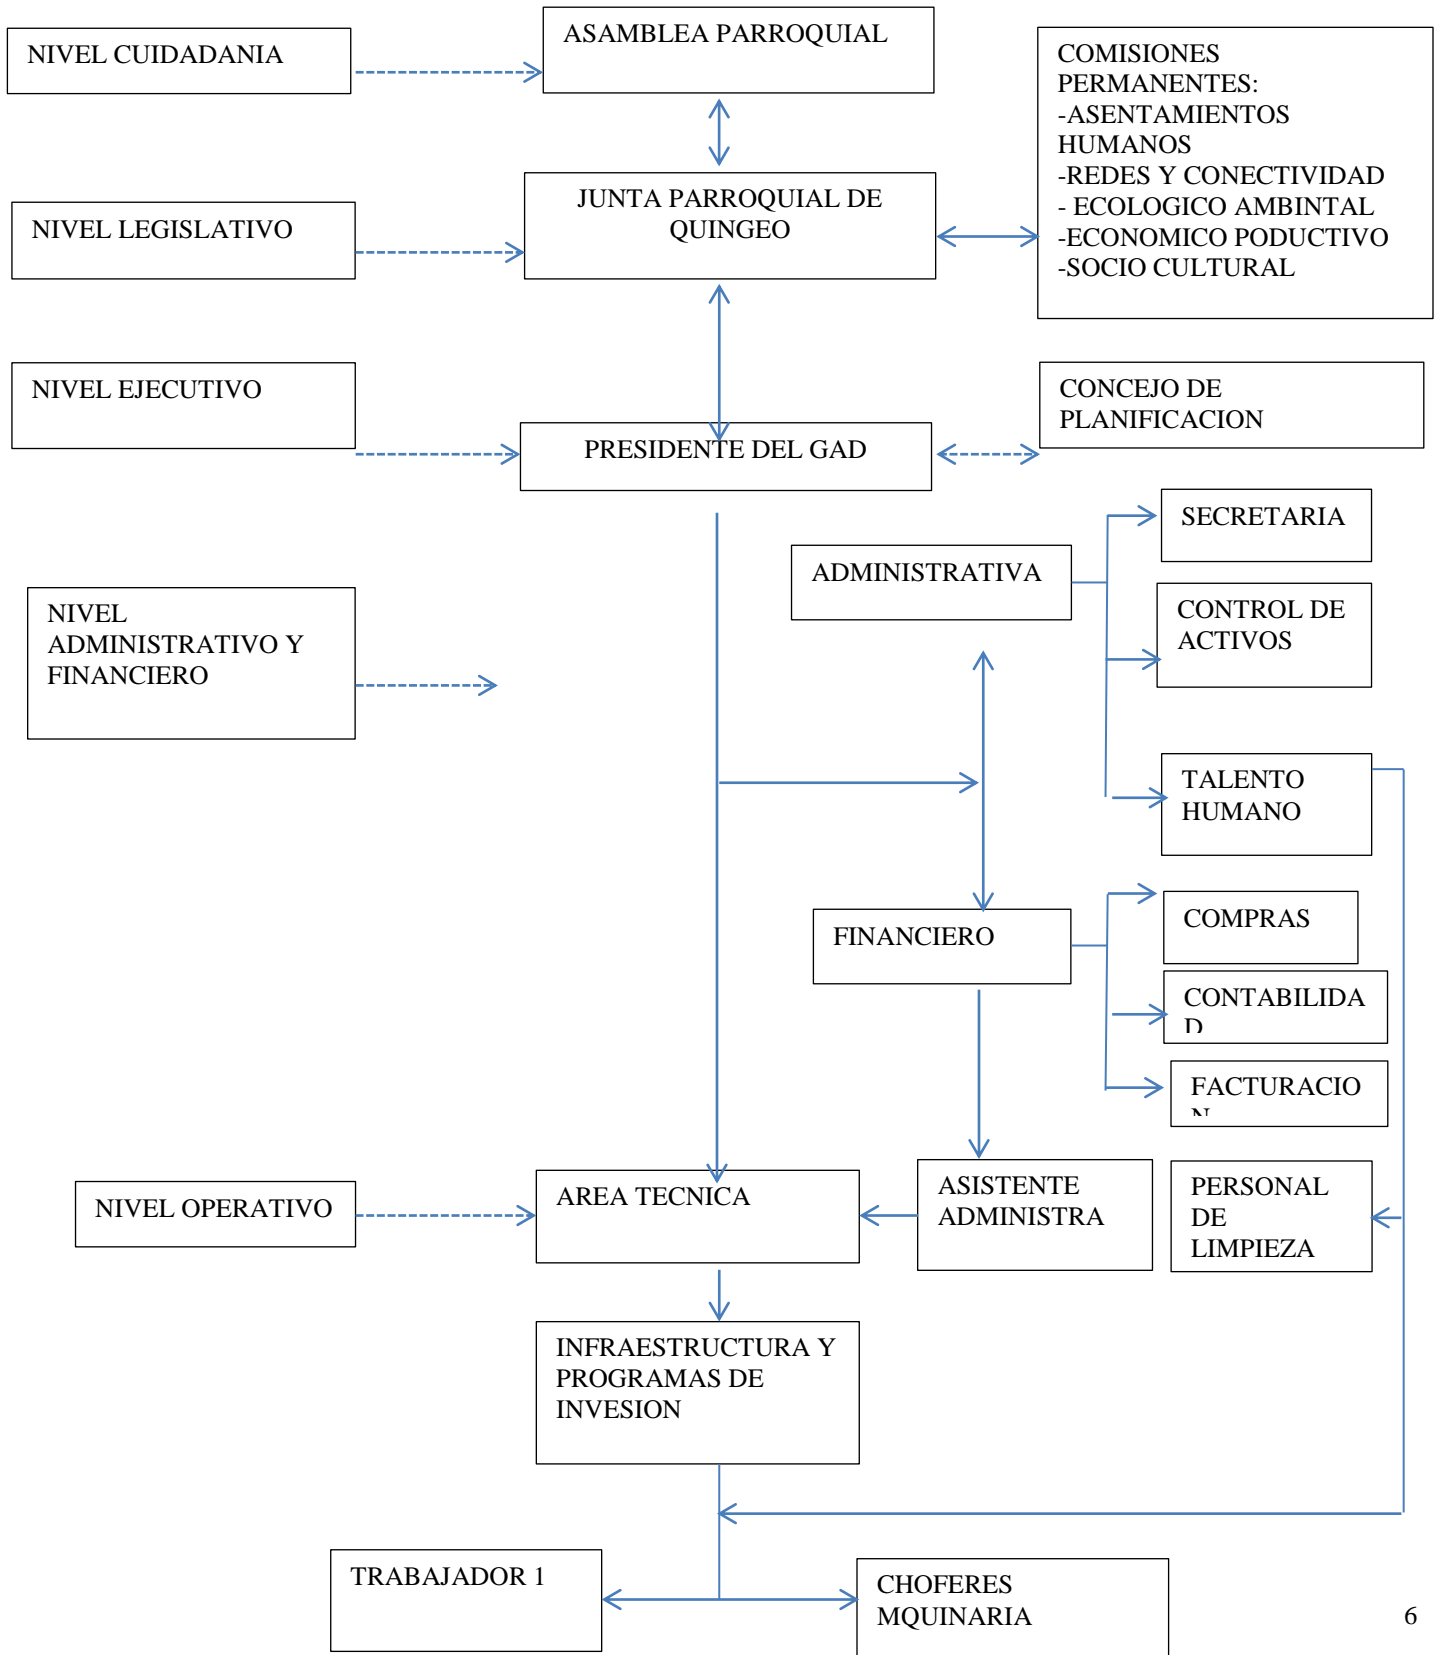 NIVEL CUIDADANIA
ASAMBLEA PARROQUIAL
COMISIONES
PERMANENTES:
-ASENTAMIENTOS
HUMANOS
-REDES Y CONECTIVIDAD
- ECOLOGICO AMBINTAL
-ECONOMICO PODUCTIVO
-SOCIO CULTURAL
NIVEL LEGISLATIVO
JUNTA PARROQUIAL DE
QUINGEO
NIVEL EJECUTIVO
CONCEJO DE
PLANIFICACION
PRESIDENTE DEL GAD
SECRETARIA
ADMINISTRATIVA
NIVEL
ADMINISTRATIVO Y
FINANCIERO
CONTROL DE
ACTIVOS
TALENTO
HUMANO
FINANCIERO
COMPRAS
CONTABILIDA
D
FACTURACIO
N
NIVEL OPERATIVO
AREA TECNICA
ASISTENTE
ADMINISTRA
PERSONAL
DE
LIMPIEZA
INFRAESTRUCTURA Y
PROGRAMAS DE
INVESION
TRABAJADOR 1
CHOFERES
MQUINARIA
6